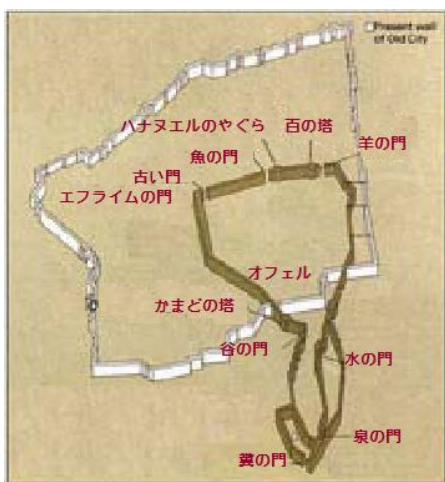 Present wall
of Old City
ハナヌエルのやぐら
百の塔
羊の門
魚の門
古い門
エフライムの門
オフェル
かまどの塔
谷の門
水の門
泉の門
糞の門